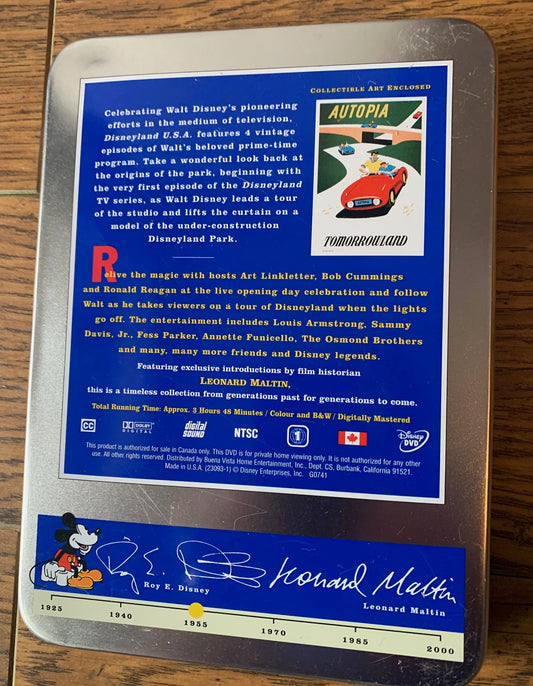 COLLECTIBLE ART ENCLOSED
AUTOPIA
AUTOPIA
TOMORROWLAND
Celebrating Walt Disney's pioneering
efforts in the medium of television,
Disneyland U.S.A. features 4 vintage
episodes of Walt's beloved prime-time
program. Take a wonderful look back at
the origins of the park, beginning with
the very first episode of the Disneyland
TV series, as Walt Disney leads a tour
of the studio and lifts the curtain on a
model of the under-construction
Disneyland Park.
Relive the magic with hosts Art Linkletter, Bob Cummings
and Ronald Reagan at the live opening day celebration and follow
Walt as he takes viewers on a tour of Disneyland when the lights
go off. The entertainment includes Louis Armstrong, Sammy
Davis, Jr., Fess Parker, Annette Funicello, The Osmond Brothers
and many, many more friends and Disney legends.
Featuring exclusive introductions by film historian
LEONARD MALTIN,
this is a timeless collection from generations past for generations to come.
Total Running Time: Approx. 3 Hours 48 Minutes / Colour and B&W / Digitally Mastered
CC DOLBY DIGITAL digital SOUND NTSC 1 Disney DVD
This product is authorized for sale in Canada only. This DVD is for private home viewing only. It is not authorized for any other
use. All other rights reserved. Distributed by Buena Vista Home Entertainment, Inc., Dept. CS, Burbank, California 91521.
Made in U.S.A. (23093-1) © Disney Enterprises, Inc. G0741
Roy E. Disney Leonard Maltin
Roy E. Disney
Leonard Maltin
1925 1940 1955 1970 1985 2000